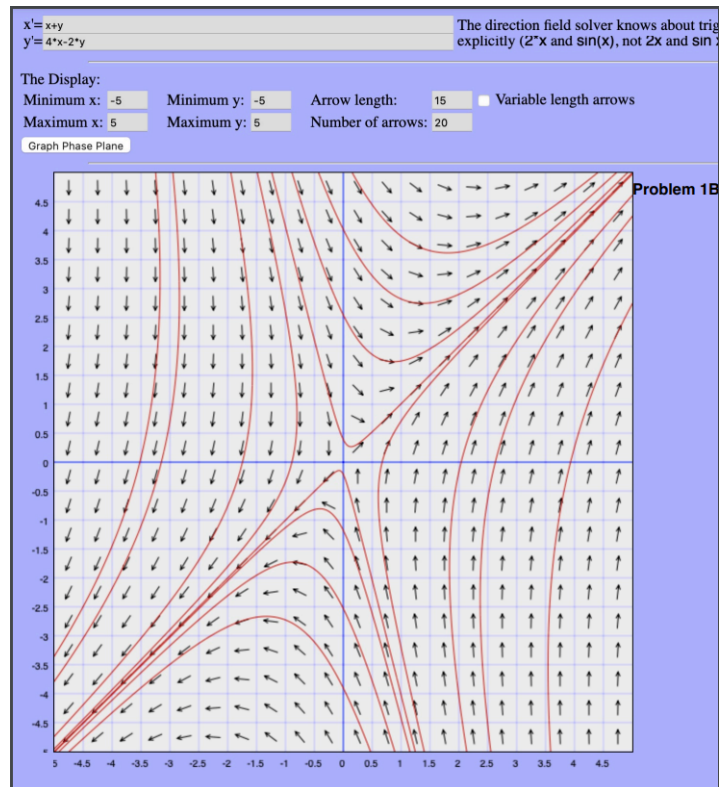 x'= x+y The direction field solver knows about trig
y'= 4*x-2*y explicitly (2*x and sin(x), not 2x and sin
The Display:
Minimum x: -5 Minimum y: -5 Arrow length: 15 Variable length arrows
Maximum x: 5 Maximum y: 5 Number of arrows: 20
Graph Phase Plane
Problem 1B
4.5
4
3.5
3
2.5
2
1.5
1
0.5
0
-0.5
-1
-1.5
-2
-2.5
-3
-3.5
-4
-4.5
5 -4.5 -4 -3.5 -3 -2.5 -2 -1.5 -1 -0.5 0 0.5 1 1.5 2 2.5 3 3.5 4 4.5